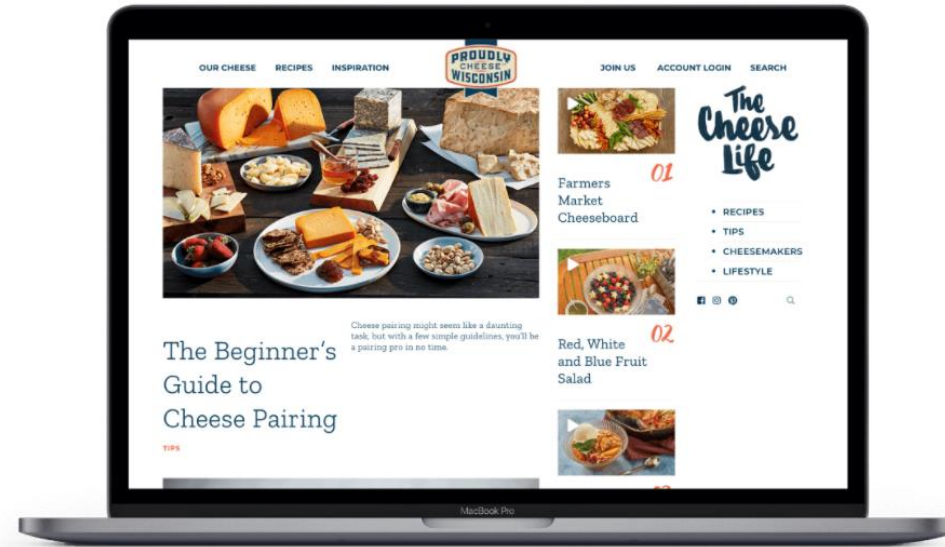 OUR CHEESE RECIPES INSPIRATION
PROUDLY
WISCONSIN
CHEESE
JOIN US ACCOUNT LOGIN SEARCH
The Beginner's
Guide to
Cheese Pairing
TIPS
Cheese pairing might seem like a daunting
task, but with a few simple guidelines, you'll be
a pairing pro in no time.
01
Farmers
Market
Cheeseboard
02
Red, White
and Blue Fruit
Salad
The
Cheese
Life
• RECIPES
• TIPS
• CHEESEMAKERS
• LIFESTYLE
MacBook Pro